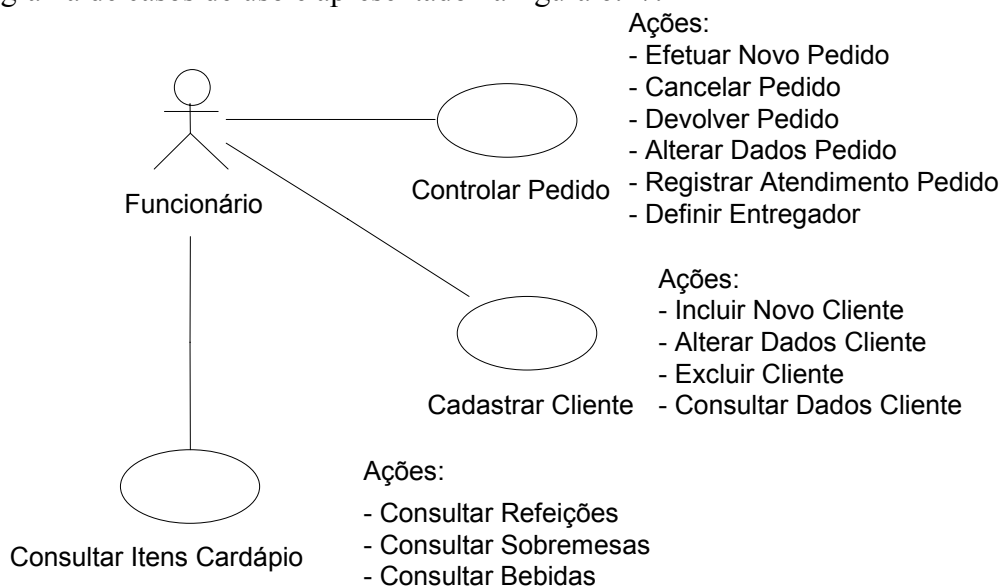 Ações:
- Efetuar Novo Pedido
- Cancelar Pedido
- Devolver Pedido
- Alterar Dados Pedido
- Registrar Atendimento Pedido
- Definir Entregador
Controlar Pedido
Funcionário
Ações:
- Incluir Novo Cliente
- Alterar Dados Cliente
- Excluir Cliente
- Consultar Dados Cliente
Cadastrar Cliente
Ações:
- Consultar Refeições
- Consultar Sobremesas
- Consultar Bebidas
Consultar Itens Cardápio